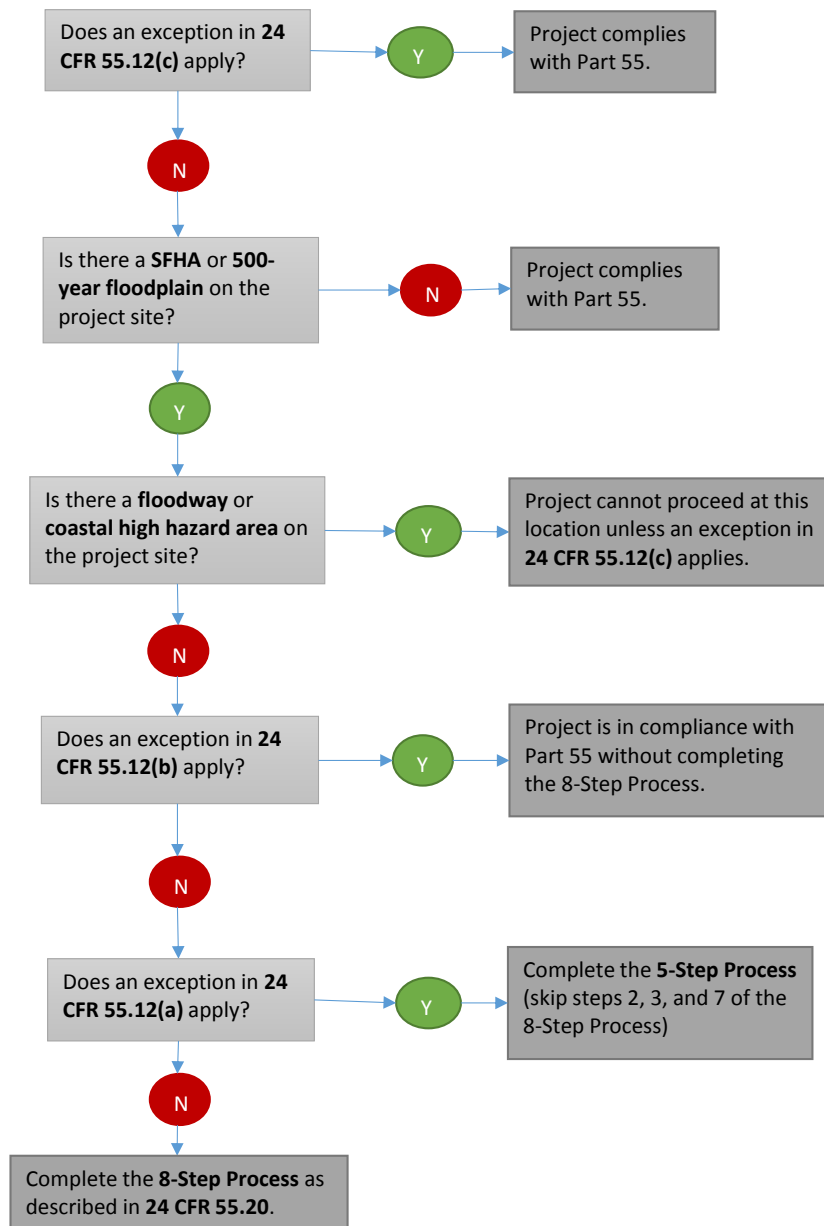 Does an exception in 24
CFR 55.12(c) apply?
Y
Project complies
with Part 55.
N
Is there a SFHA or 500-
year floodplain on the
project site?
N
Project complies
with Part 55.
Y
Is there a floodway or
coastal high hazard area on
the project site?
Y
Project cannot proceed at this
location unless an exception in
24 CFR 55.12(c) applies.
N
Does an exception in 24
CFR 55.12(b) apply?
Y
Project is in compliance with
Part 55 without completing
the 8-Step Process.
N
Does an exception in 24
CFR 55.12(a) apply?
Y
Complete the 5-Step Process
(skip steps 2, 3, and 7 of the
8-Step Process)
N
Complete the 8-Step Process as
described in 24 CFR 55.20.